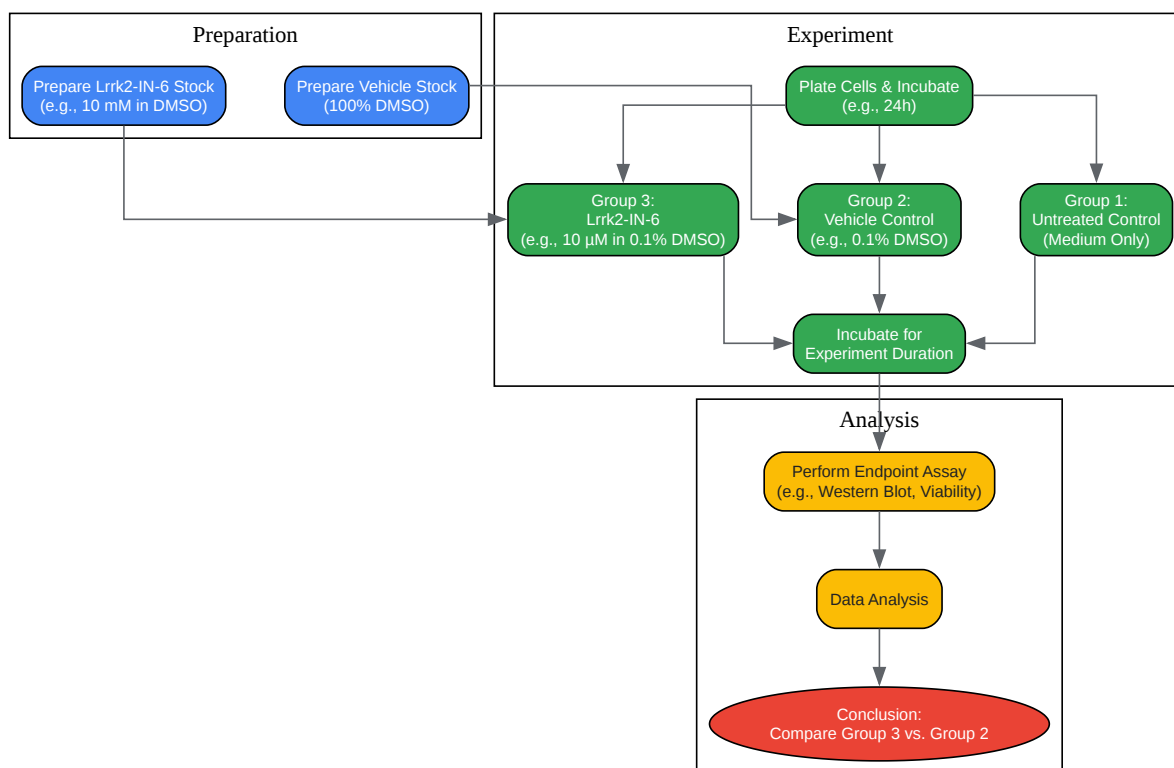 Preparation
Prepare Lrrk2-IN-6 Stock
(e.g., 10 mM in DMSO)
Prepare Vehicle Stock
(100% DMSO)
Experiment
Plate Cells & Incubate
(e.g., 24h)
Group 3:
Lrrk2-IN-6
(e.g., 10 µM in 0.1% DMSO)
Group 2:
Vehicle Control
(e.g., 0.1% DMSO)
Group 1:
Untreated Control
(Medium Only)
Incubate for
Experiment Duration
Analysis
Perform Endpoint Assay
(e.g., Western Blot, Viability)
Data Analysis
Conclusion:
Compare Group 3 vs. Group 2